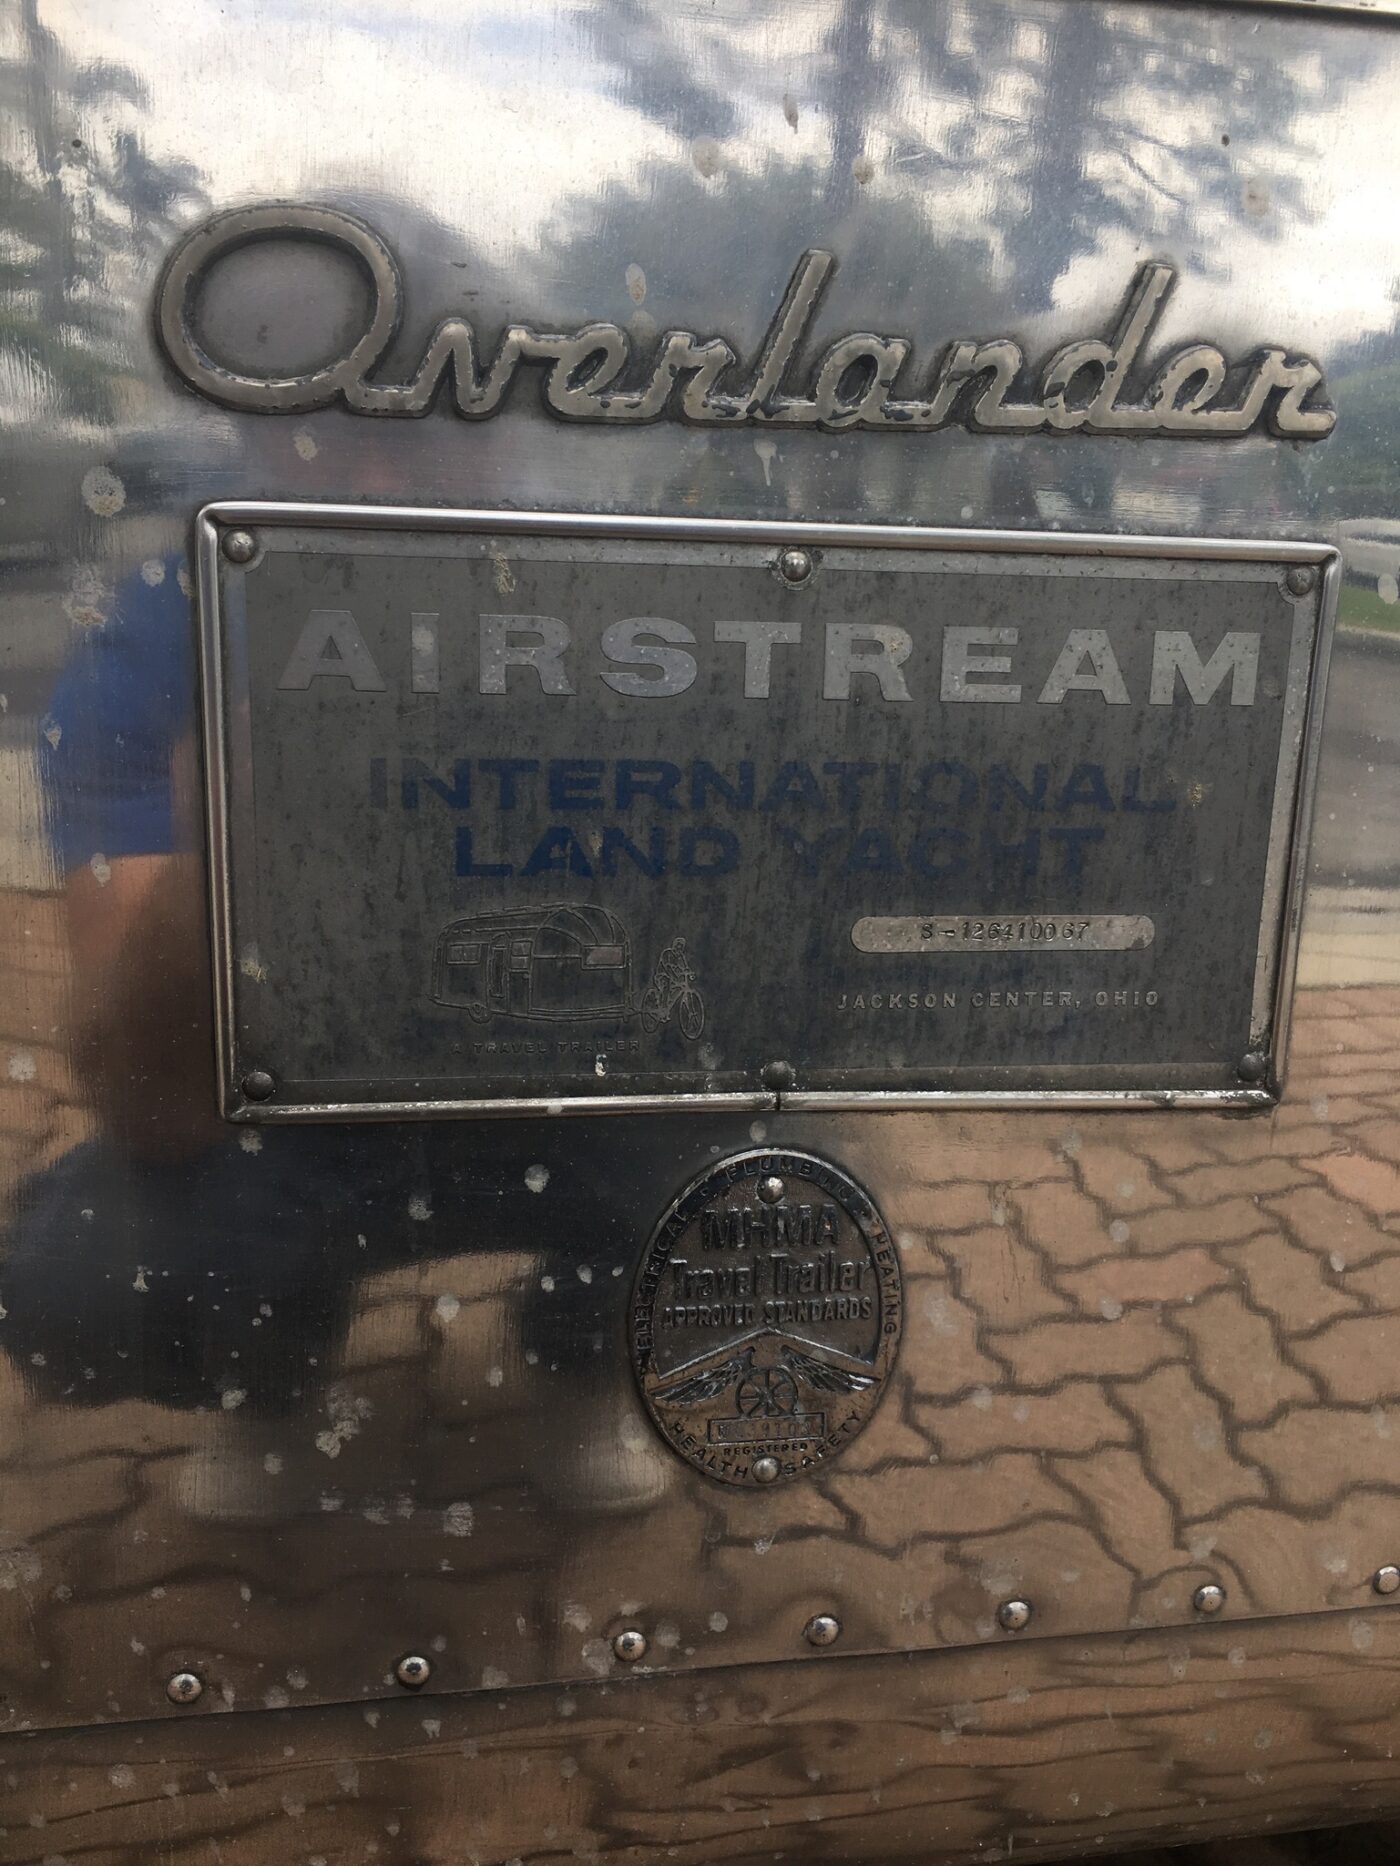 Overlander
AIRSTREAM
INTERNATIONAL
LAND YACHT
S-126410067
JACKSON CENTER, OHIO
A TRAVEL TRAILER
ELECTRICAL PLUMBING HEATING
MHMA
Travel Trailer
APPROVED STANDARDS
REGISTERED
HEALTH SAFETY